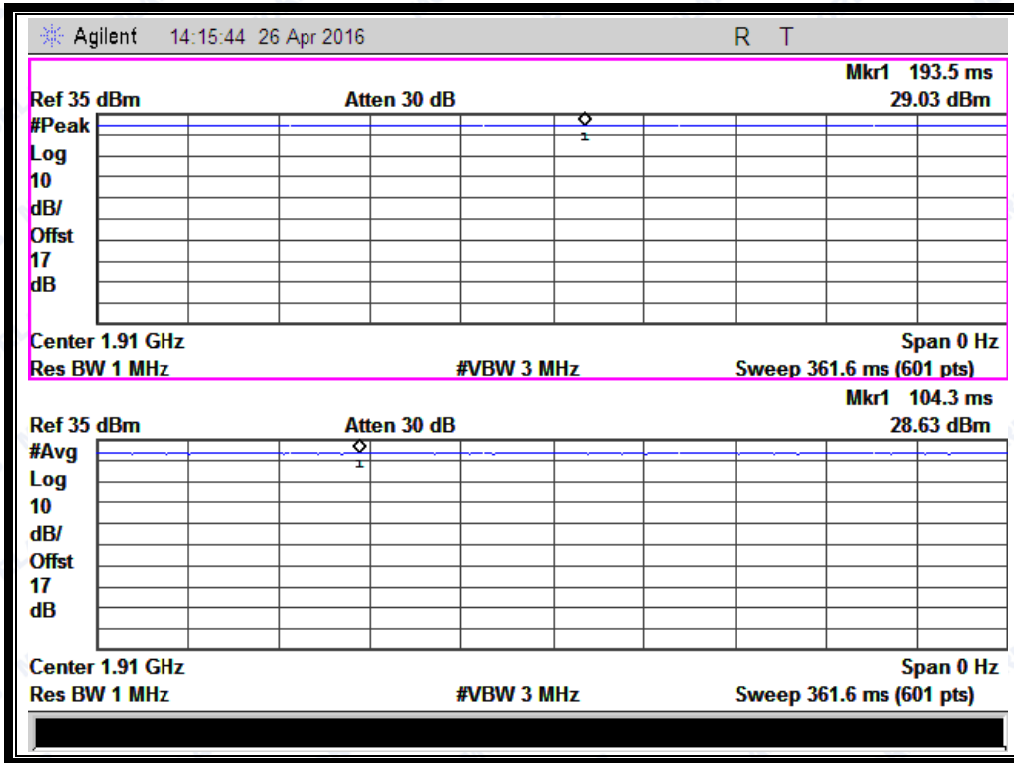 Agilent 14:15:44 26 Apr 2016 R T
Mkr1 193.5 ms
Ref 35 dBm Atten 30 dB 29.03 dBm
#Peak
1
Log
10
dB/
Offst
17
dB
Center 1.91 GHz Span 0 Hz
Res BW 1 MHz #VBW 3 MHz Sweep 361.6 ms (601 pts)
Mkr1 104.3 ms
Ref 35 dBm Atten 30 dB 28.63 dBm
#Avg
1
Log
10
dB/
Offst
17
dB
Center 1.91 GHz Span 0 Hz
Res BW 1 MHz #VBW 3 MHz Sweep 361.6 ms (601 pts)